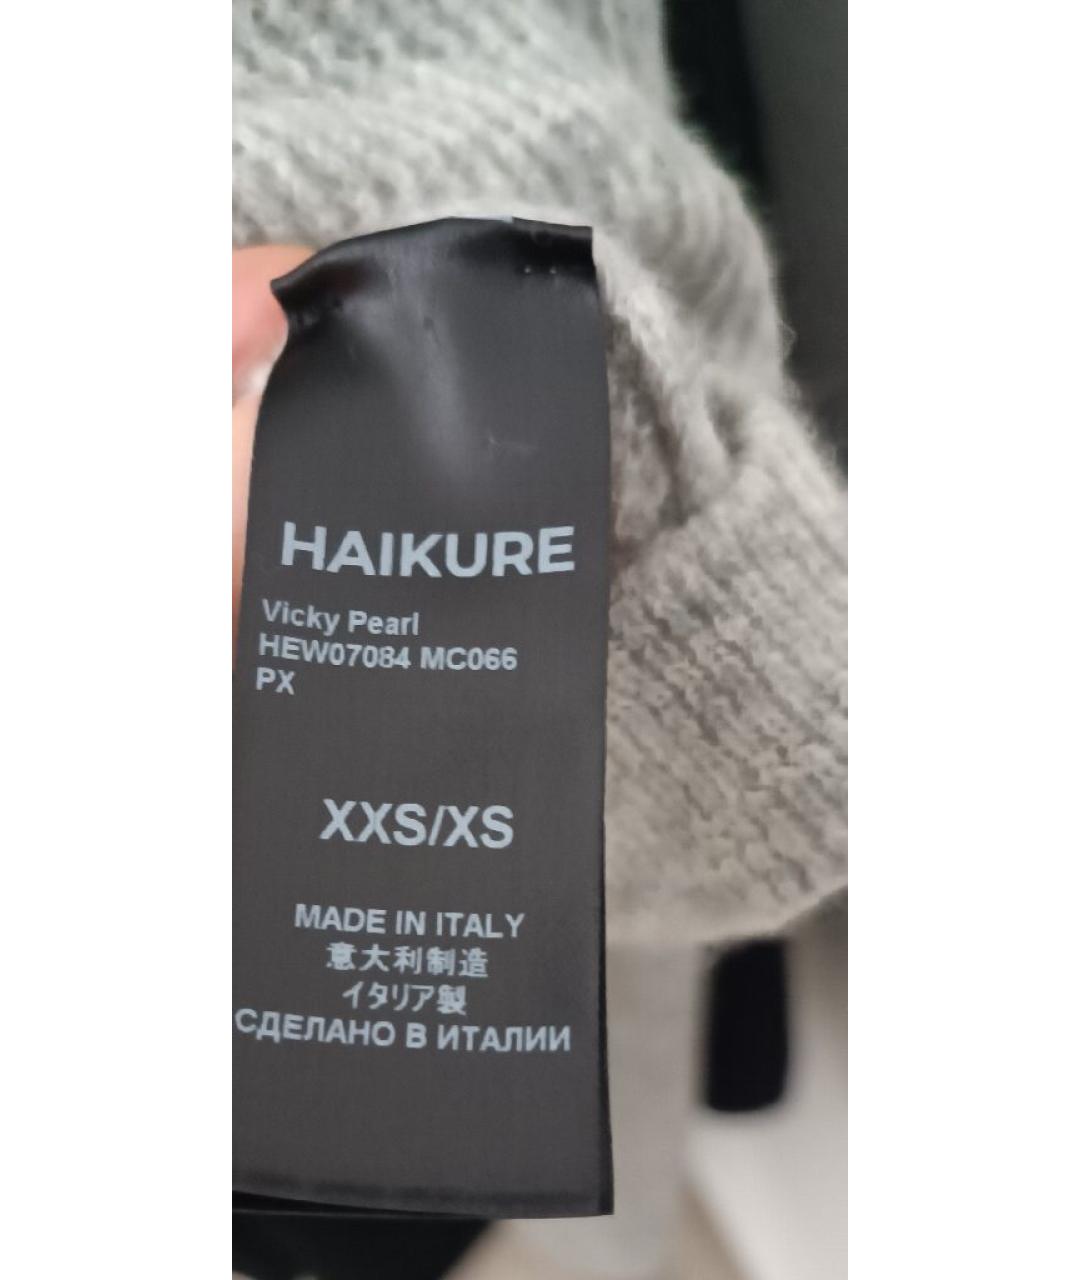 HAIKURE
Vicky Pearl
HEW07084 MC066
PX
XXS/XS
MADE IN ITALY
意大利制造
イタリア製
СДЕЛАНО В ИТАЛИИ